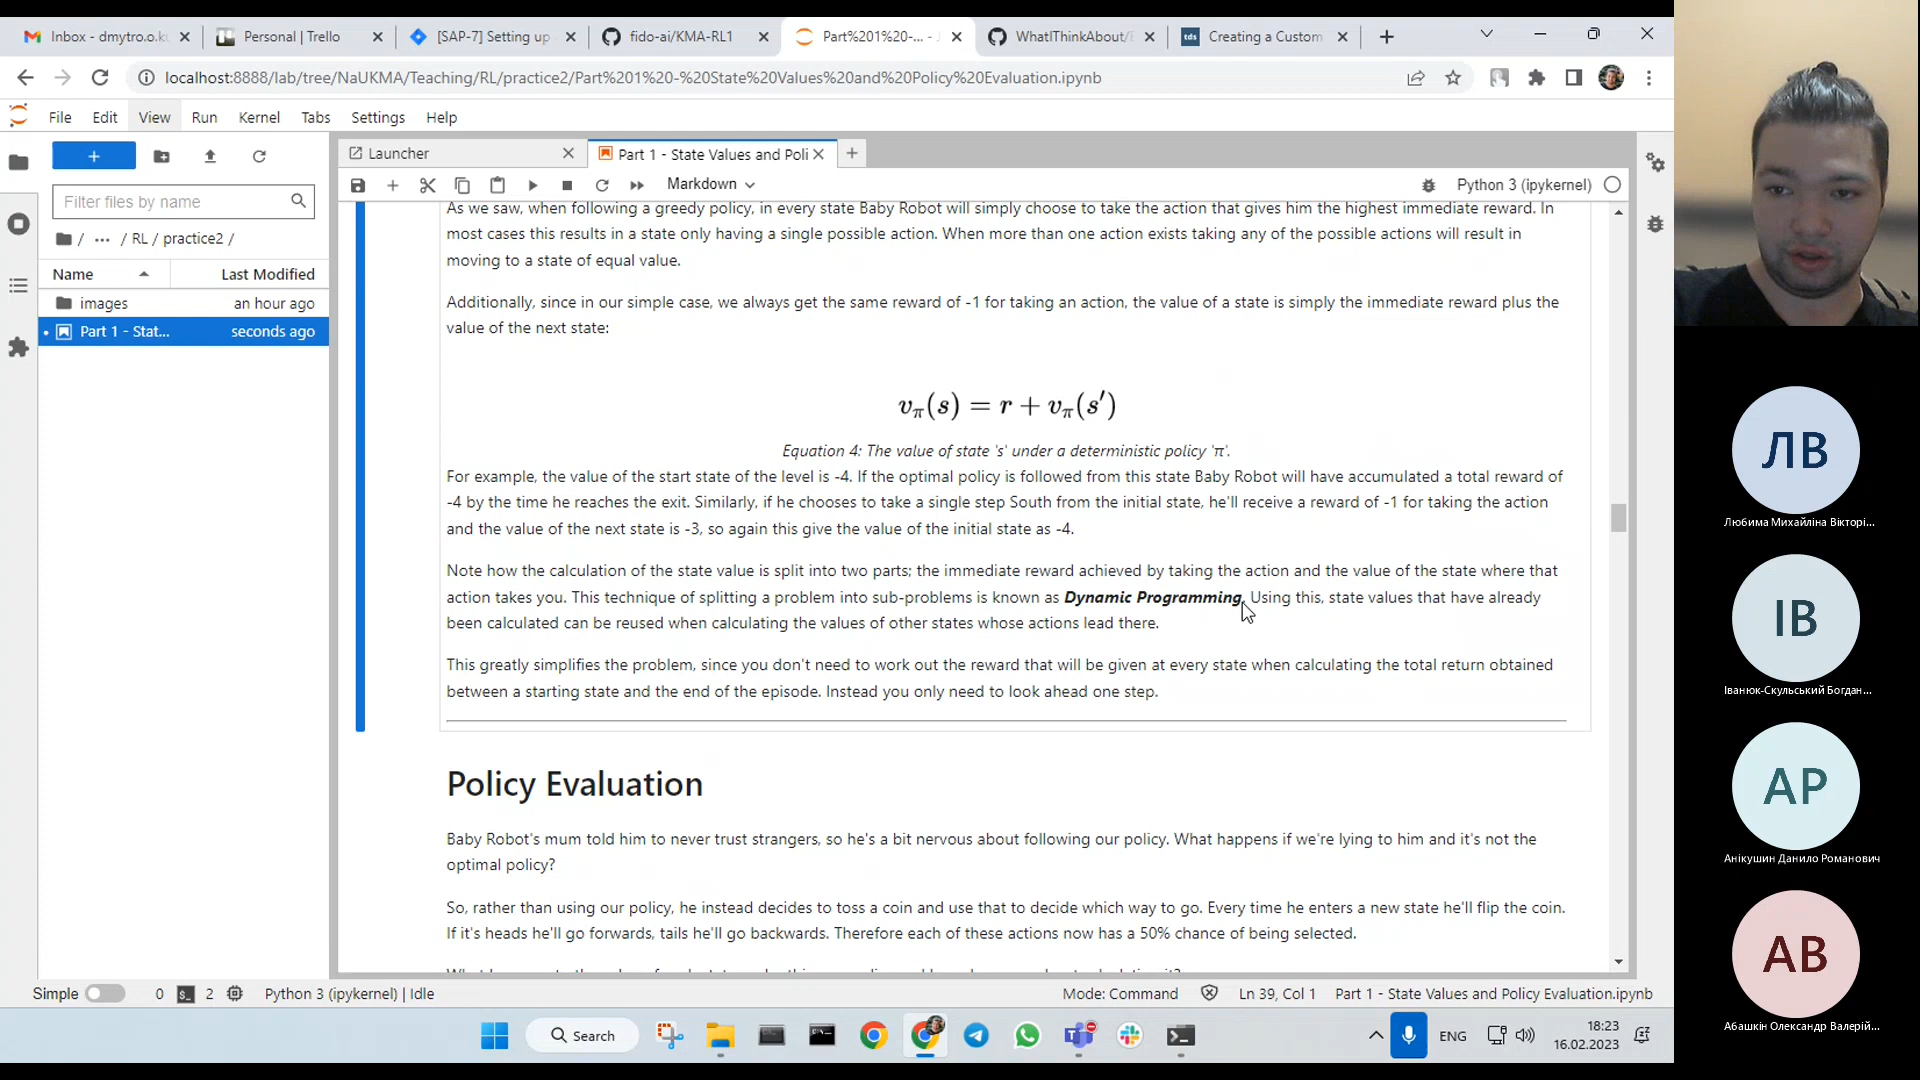 Inbox - dmytro.o.k
Personal | Trello
[SAP-7] Setting up
fido-ai/KMA-RL1
Part%201%20-... - J
WhatIThinkAbout/
tds
Creating a Custom
localhost:8888/lab/tree/NaUKMA/Teaching/RL/practice2/Part%201%20-%20State%20Values%20and%20Policy%20Evaluation.ipynb
File
Edit
View
Run
Kernel
Tabs
Settings
Help
Launcher
Part 1 - State Values and Poli
Markdown
Python 3 (ipykernel)
Filter files by name
/ ··· / RL / practice2 /
Name
Last Modified
images
an hour ago
Part 1 - Stat...
seconds ago
As we saw, when following a greedy policy, in every state Baby Robot will simply choose to take the action that gives him the highest immediate reward. In
most cases this results in a state only having a single possible action. When more than one action exists taking any of the possible actions will result in
moving to a state of equal value.
Additionally, since in our simple case, we always get the same reward of -1 for taking an action, the value of a state is simply the immediate reward plus the
value of the next state:
vπ(s) = r + vπ(s′)
Equation 4: The value of state 's' under a deterministic policy 'π'.
For example, the value of the start state of the level is -4. If the optimal policy is followed from this state Baby Robot will have accumulated a total reward of
-4 by the time he reaches the exit. Similarly, if he chooses to take a single step South from the initial state, he'll receive a reward of -1 for taking the action
and the value of the next state is -3, so again this give the value of the initial state as -4.
Note how the calculation of the state value is split into two parts; the immediate reward achieved by taking the action and the value of the state where that
action takes you. This technique of splitting a problem into sub-problems is known as Dynamic Programming. Using this, state values that have already
been calculated can be reused when calculating the values of other states whose actions lead there.
This greatly simplifies the problem, since you don't need to work out the reward that will be given at every state when calculating the total return obtained
between a starting state and the end of the episode. Instead you only need to look ahead one step.
Policy Evaluation
Baby Robot's mum told him to never trust strangers, so he's a bit nervous about following our policy. What happens if we're lying to him and it's not the
optimal policy?
So, rather than using our policy, he instead decides to toss a coin and use that to decide which way to go. Every time he enters a new state he'll flip the coin.
If it's heads he'll go forwards, tails he'll go backwards. Therefore each of these actions now has a 50% chance of being selected.
Simple
0
2
Python 3 (ipykernel) | Idle
Mode: Command
Ln 39, Col 1
Part 1 - State Values and Policy Evaluation.ipynb
Search
ENG
18:23
16.02.2023
ЛВ
Любима Михайліна Вікторі...
ІВ
Іванюк-Скульський Богдан...
АР
Анікушин Данило Романович
АВ
Абашкін Олександр Валерій...